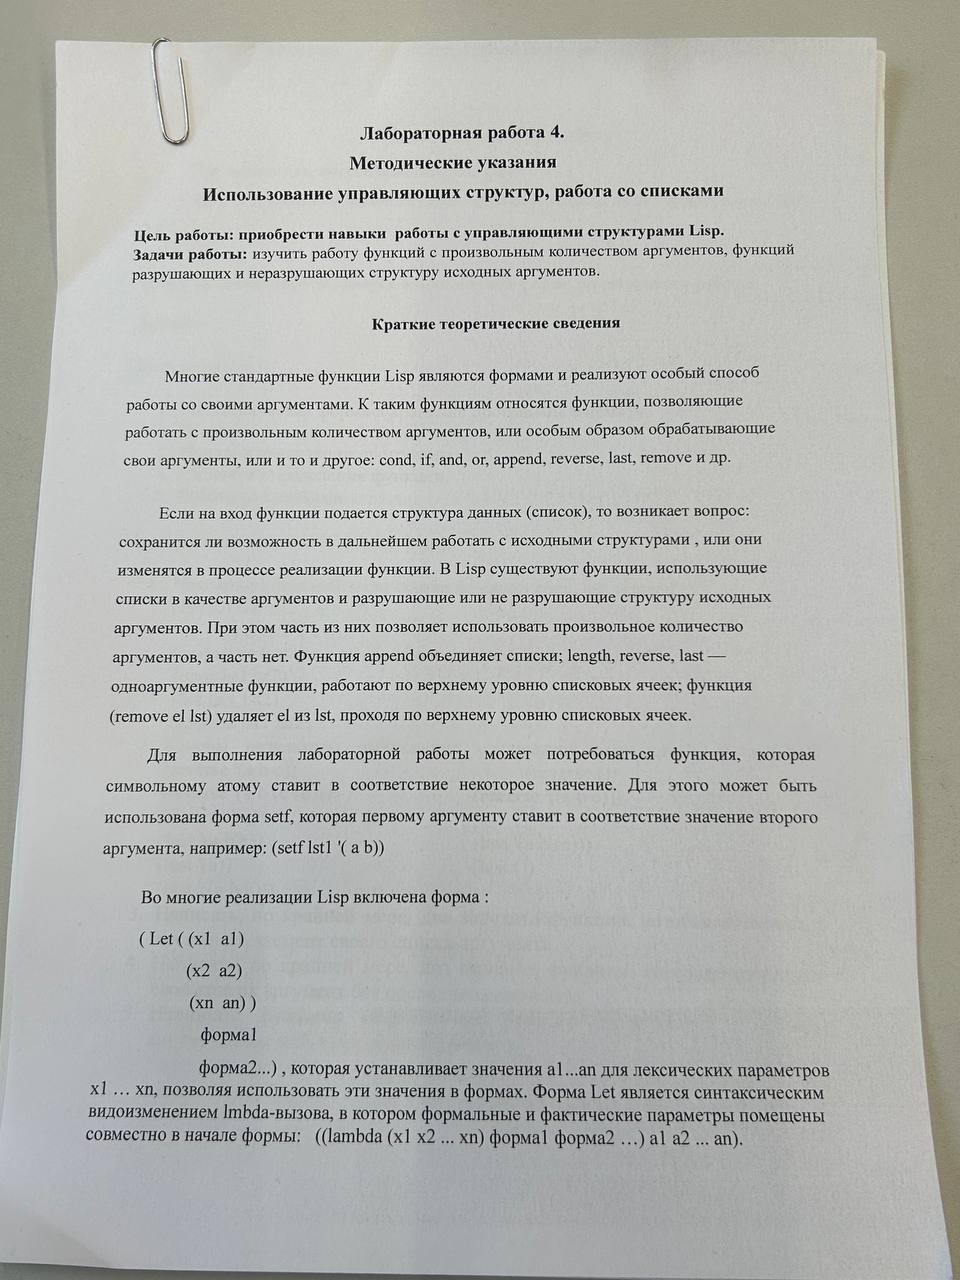 Лабораторная работа 4.
Методические указания
Использование управляющих структур, работа со списками
Цель работы: приобрести навыки работы с управляющими структурами Lisp.
Задачи работы: изучить работу функций с произвольным количеством аргументов, функций
разрушающих и неразрушающих структуру исходных аргументов.
Краткие теоретические сведения
Многие стандартные функции Lisp являются формами и реализуют особый способ
работы со своими аргументами. К таким функциям относятся функции, позволяющие
работать с произвольным количеством аргументов, или особым образом обрабатывающие
свои аргументы, или и то и другое: cond, if, and, or, append, reverse, last, remove и др.
Если на вход функции подается структура данных (список), то возникает вопрос:
сохранится ли возможность в дальнейшем работать с исходными структурами , или они
изменятся в процессе реализации функции. В Lisp существуют функции, использующие
списки в качестве аргументов и разрушающие или не разрушающие структуру исходных
аргументов. При этом часть из них позволяет использовать произвольное количество
аргументов, а часть нет. Функция append объединяет списки; length, reverse, last —
одноаргументные функции, работают по верхнему уровню списковых ячеек; функция
(remove el lst) удаляет el из lst, проходя по верхнему уровню списковых ячеек.
Для выполнения лабораторной работы может потребоваться функция, которая
символьному атому ставит в соответствие некоторое значение. Для этого может быть
использована форма setf, которая первому аргументу ставит в соответствие значение второго
аргумента, например: (setf lst1 '( a b))
Во многие реализации Lisp включена форма :
( Let ( (x1 a1)
(x2 a2)
(xn an) )
форма1
форма2...) , которая устанавливает значения a1...an для лексических параметров
x1 … xn, позволяя использовать эти значения в формах. Форма Let является синтаксическим
видоизменением lmbda-вызова, в котором формальные и фактические параметры помещены
совместно в начале формы: ((lambda (x1 x2 ... xn) форма1 форма2 …) a1 a2 ... an).